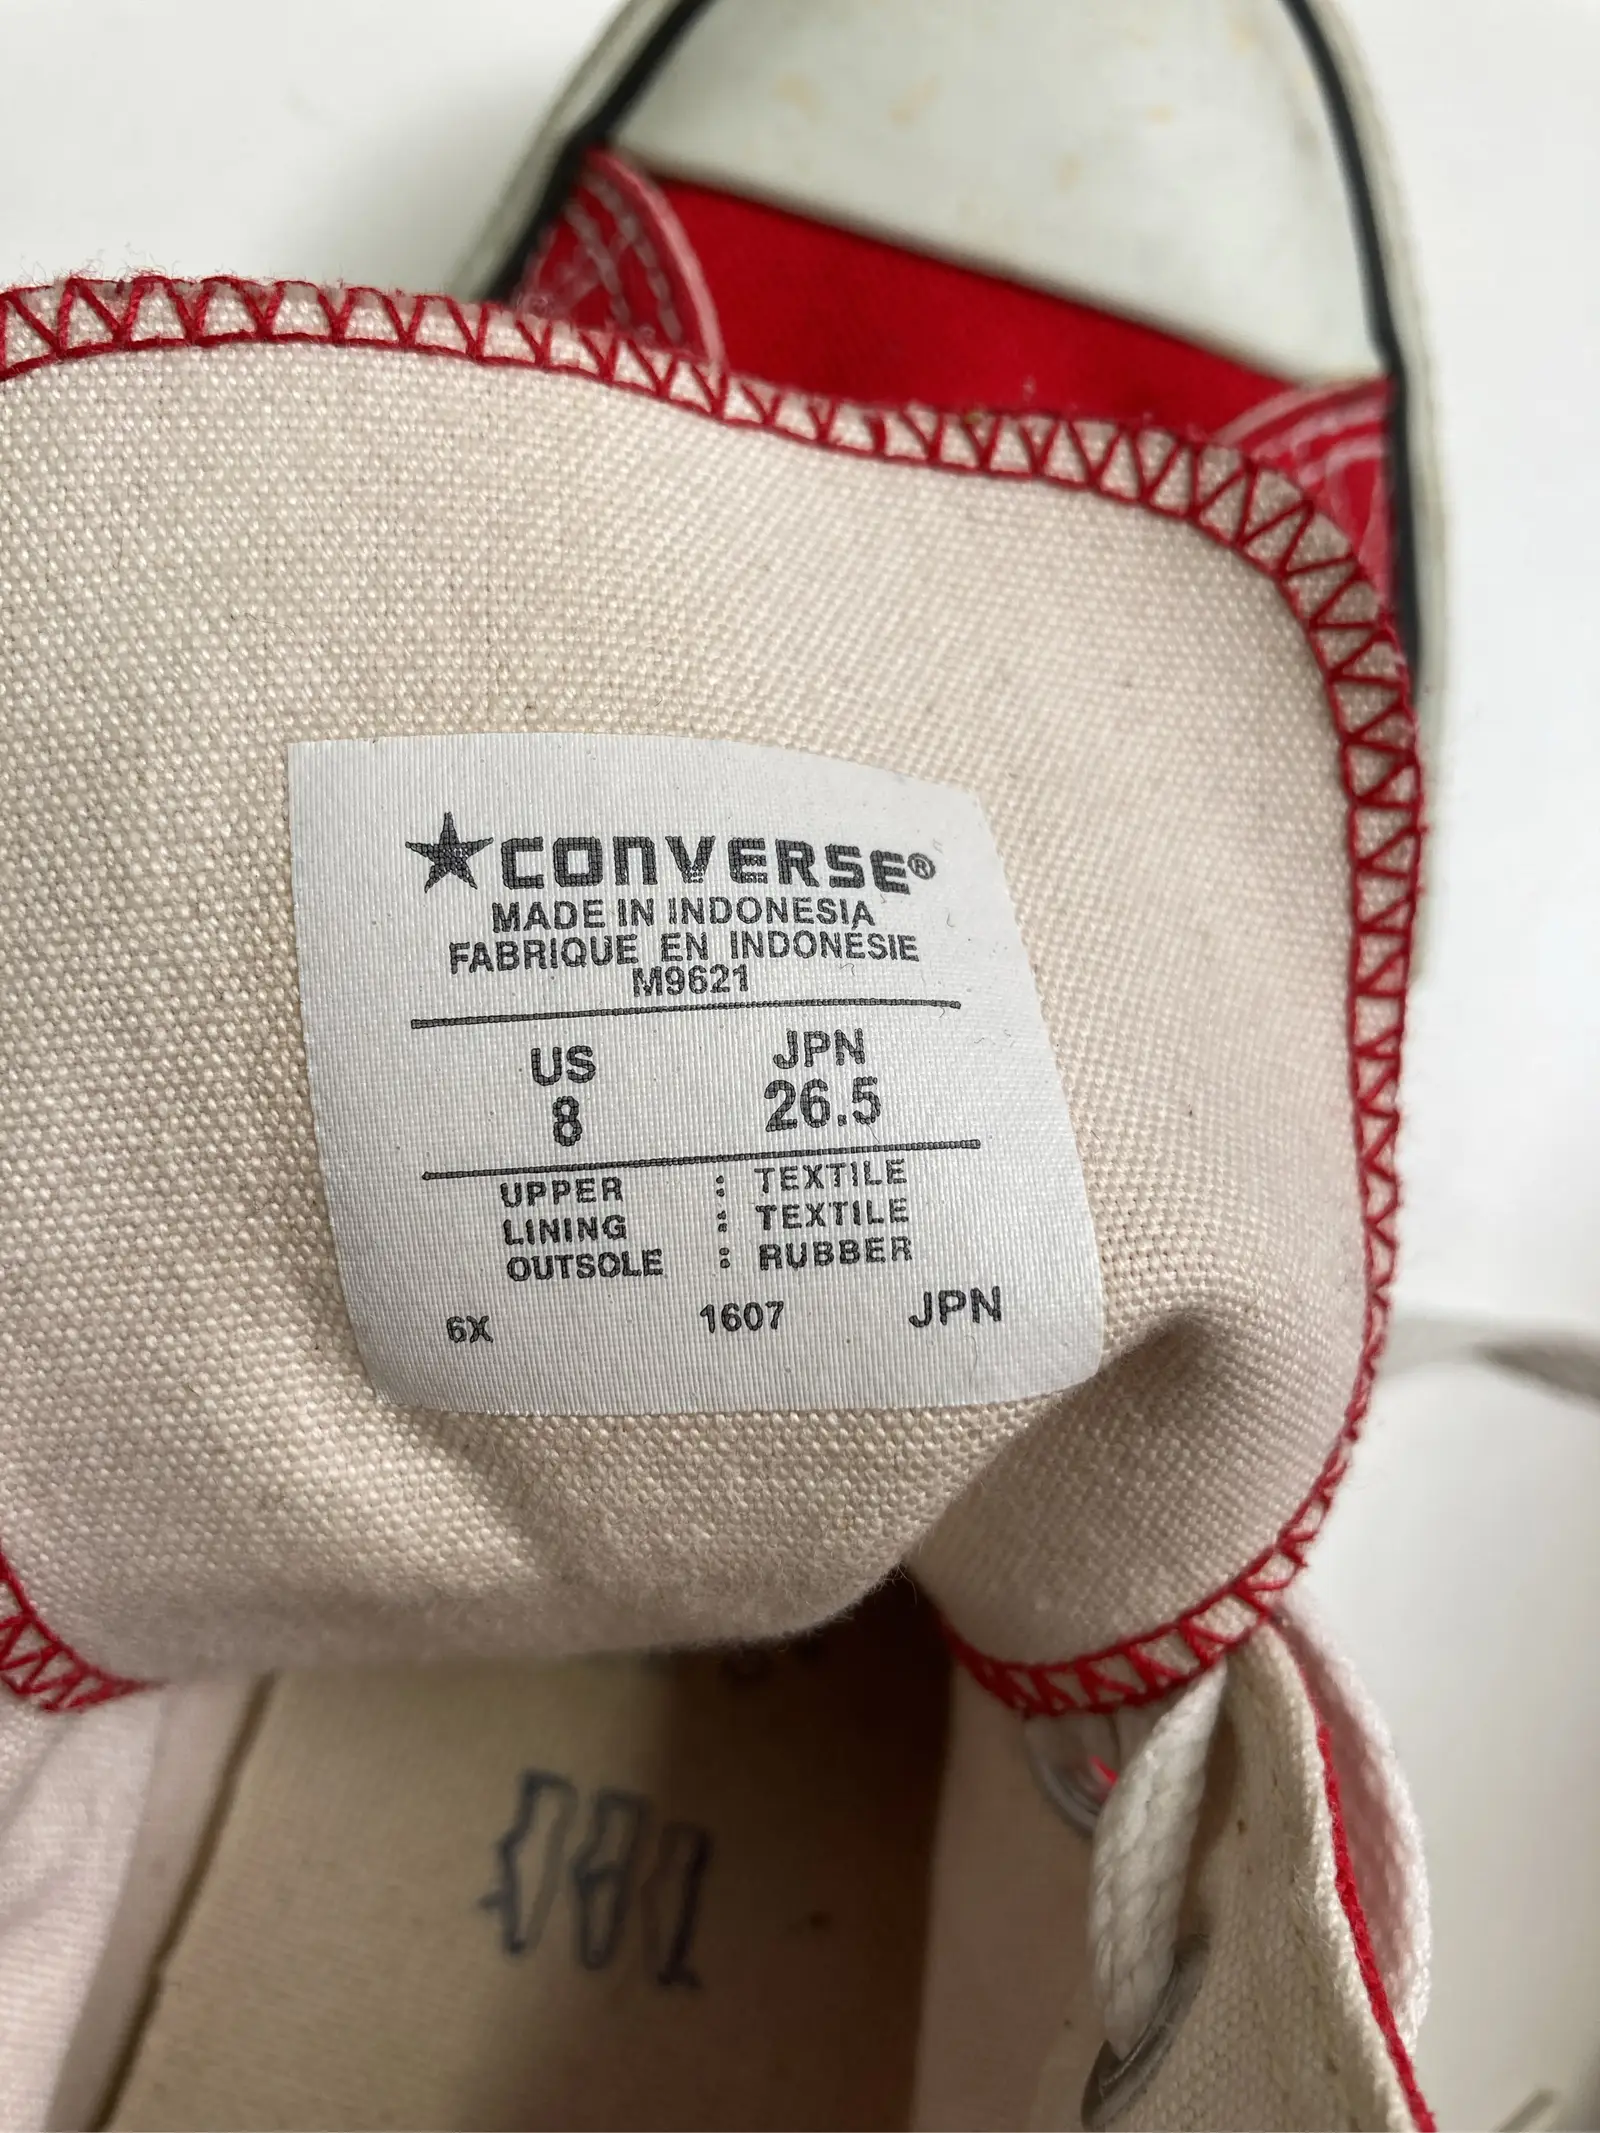 CONVERSE®
MADE IN INDONESIA
FABRIQUE EN INDONÉSIE
M9621
US JPN
8 26.5
UPPER : TEXTILE
LINING : TEXTILE
OUTSOLE : RUBBER
6X 1607 JPN